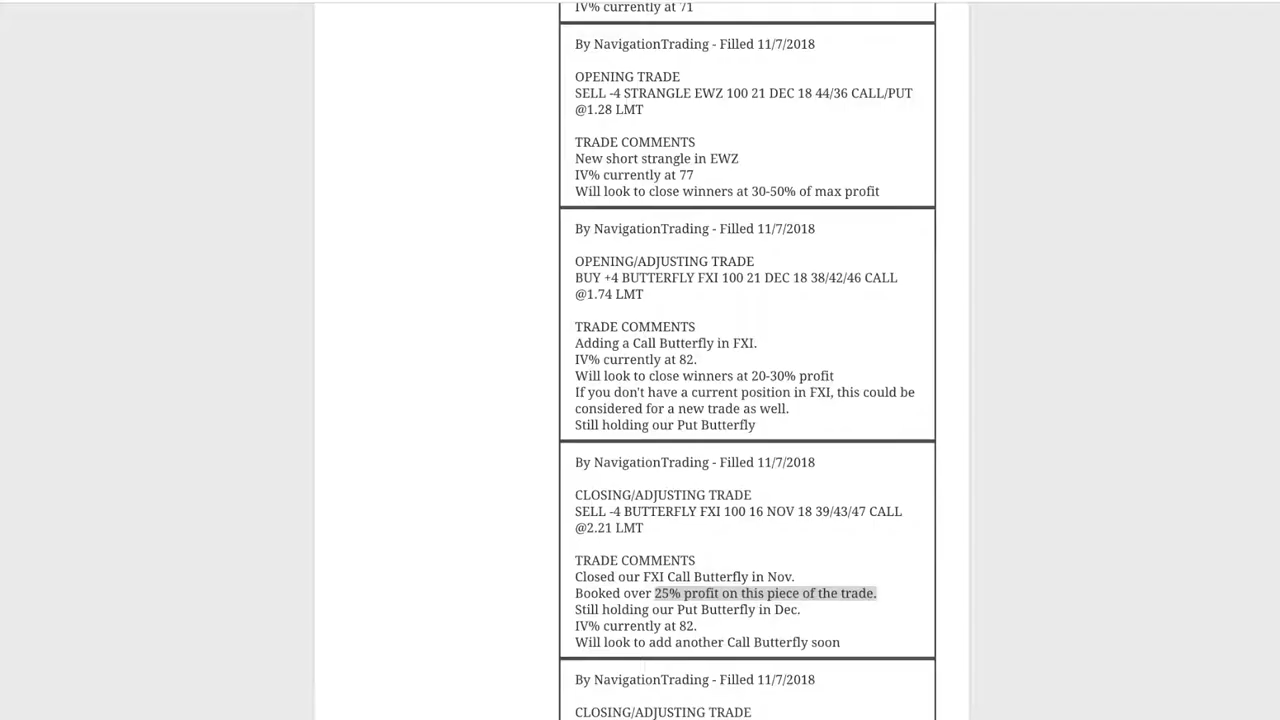 IV% currently at 71
By NavigationTrading - Filled 11/7/2018
OPENING TRADE
SELL -4 STRANGLE EWZ 100 21 DEC 18 44/36 CALL/PUT
@1.28 LMT
TRADE COMMENTS
New short strangle in EWZ
IV% currently at 77
Will look to close winners at 30-50% of max profit
By NavigationTrading - Filled 11/7/2018
OPENING/ADJUSTING TRADE
BUY +4 BUTTERFLY FXI 100 21 DEC 18 38/42/46 CALL
@1.74 LMT
TRADE COMMENTS
Adding a Call Butterfly in FXI.
IV% currently at 82.
Will look to close winners at 20-30% profit
If you don't have a current position in FXI, this could be
considered for a new trade as well.
Still holding our Put Butterfly
By NavigationTrading - Filled 11/7/2018
CLOSING/ADJUSTING TRADE
SELL -4 BUTTERFLY FXI 100 16 NOV 18 39/43/47 CALL
@2.21 LMT
TRADE COMMENTS
Closed our FXI Call Butterfly in Nov.
Booked over 25% profit on this piece of the trade.
Still holding our Put Butterfly in Dec.
IV% currently at 82.
Will look to add another Call Butterfly soon
By NavigationTrading - Filled 11/7/2018
CLOSING/ADJUSTING TRADE